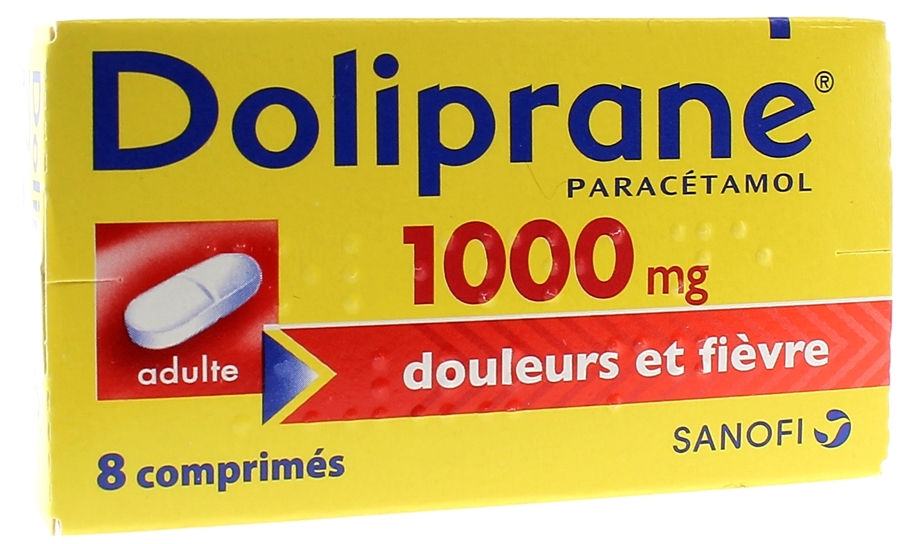 Doliprane®
PARACÉTAMOL
1000 mg
adulte
douleurs et fièvre
SANOFI
8 comprimés